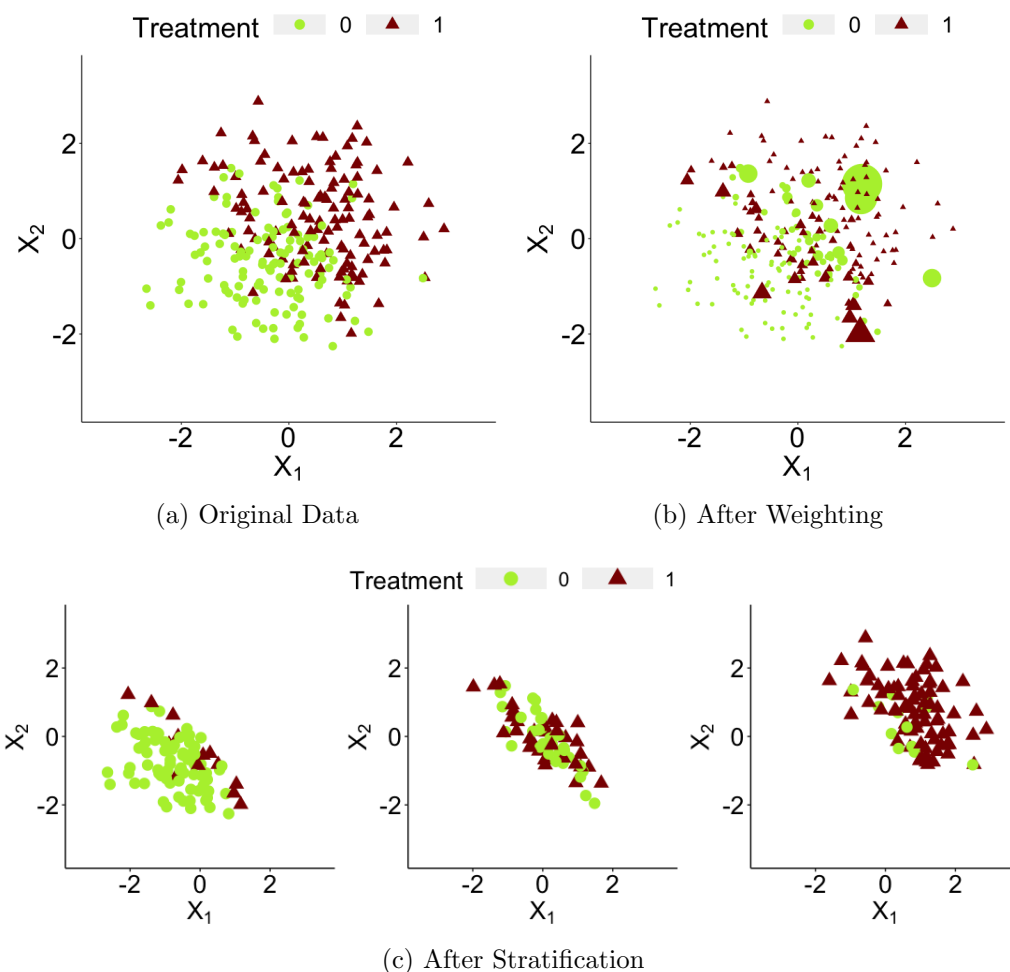 Treatment 0 1
Treatment 0 1
2
0
-2
X₂
-2 0 2
X₁
2
0
-2
X₂
-2 0 2
X₁
(a) Original Data
(b) After Weighting
Treatment 0 1
2
0
-2
X₂
-2 0 2
X₁
2
0
-2
X₂
-2 0 2
X₁
2
0
-2
X₂
-2 0 2
X₁
(c) After Stratification